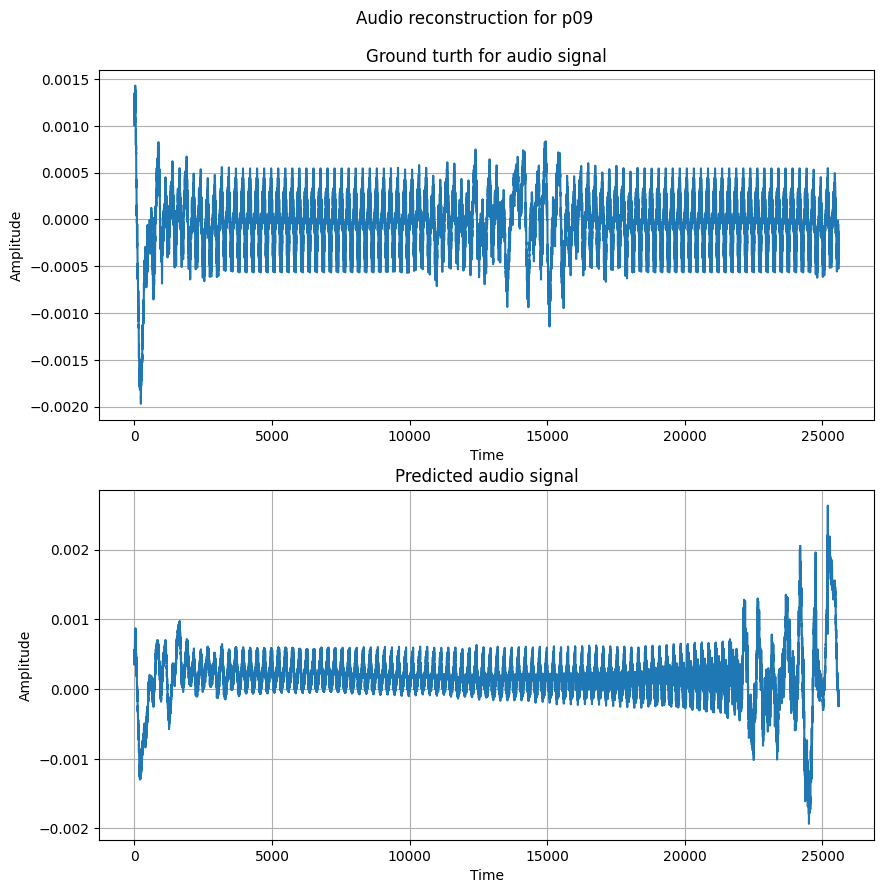 Audio reconstruction for p09
Ground turth for audio signal
0.0015
0.0010
0.0005
0.0000
−0.0005
−0.0010
−0.0015
−0.0020
Amplitude
0 5000 10000 15000 20000 25000
Time
Predicted audio signal
0.002
0.001
0.000
−0.001
−0.002
Amplitude
0 5000 10000 15000 20000 25000
Time